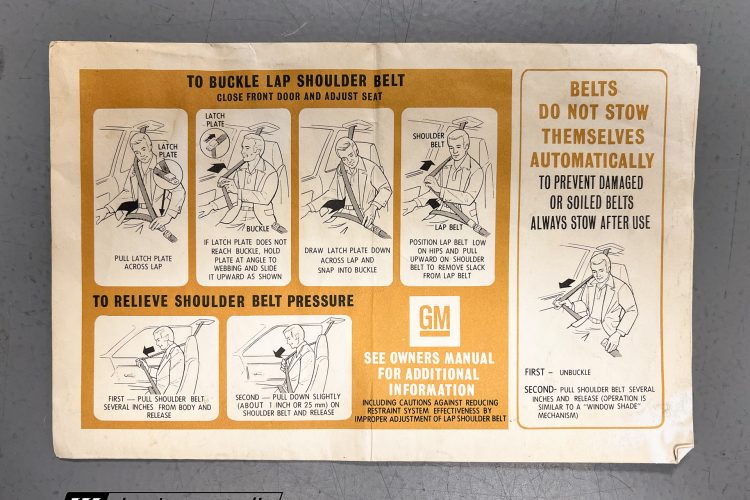 TO BUCKLE LAP SHOULDER BELT
CLOSE FRONT DOOR AND ADJUST SEAT
LATCH
PLATE
PULL LATCH PLATE
ACROSS LAP
LATCH
PLATE
BUCKLE
IF LATCH PLATE DOES NOT
REACH BUCKLE, HOLD
PLATE AT ANGLE TO
WEBBING AND SLIDE
IT UPWARD AS SHOWN
DRAW LATCH PLATE DOWN
ACROSS LAP AND
SNAP INTO BUCKLE
SHOULDER
BELT
LAP BELT
POSITION LAP BELT LOW
ON HIPS AND PULL
UPWARD ON SHOULDER
BELT TO REMOVE SLACK
FROM LAP BELT
TO RELIEVE SHOULDER BELT PRESSURE
FIRST — PULL SHOULDER BELT
SEVERAL INCHES FROM BODY AND
RELEASE
SECOND — PULL DOWN SLIGHTLY
(ABOUT 1 INCH OR 25 mm) ON
SHOULDER BELT AND RELEASE
GM
SEE OWNERS MANUAL
FOR ADDITIONAL
INFORMATION
INCLUDING CAUTIONS AGAINST REDUCING
RESTRAINT SYSTEM EFFECTIVENESS BY
IMPROPER ADJUSTMENT OF LAP SHOULDER BELT
BELTS
DO NOT STOW
THEMSELVES
AUTOMATICALLY
TO PREVENT DAMAGED
OR SOILED BELTS
ALWAYS STOW AFTER USE
FIRST – UNBUCKLE
SECOND- PULL SHOULDER BELT SEVERAL
INCHES AND RELEASE (OPERATION IS
SIMILAR TO A "WINDOW SHADE"
MECHANISM)